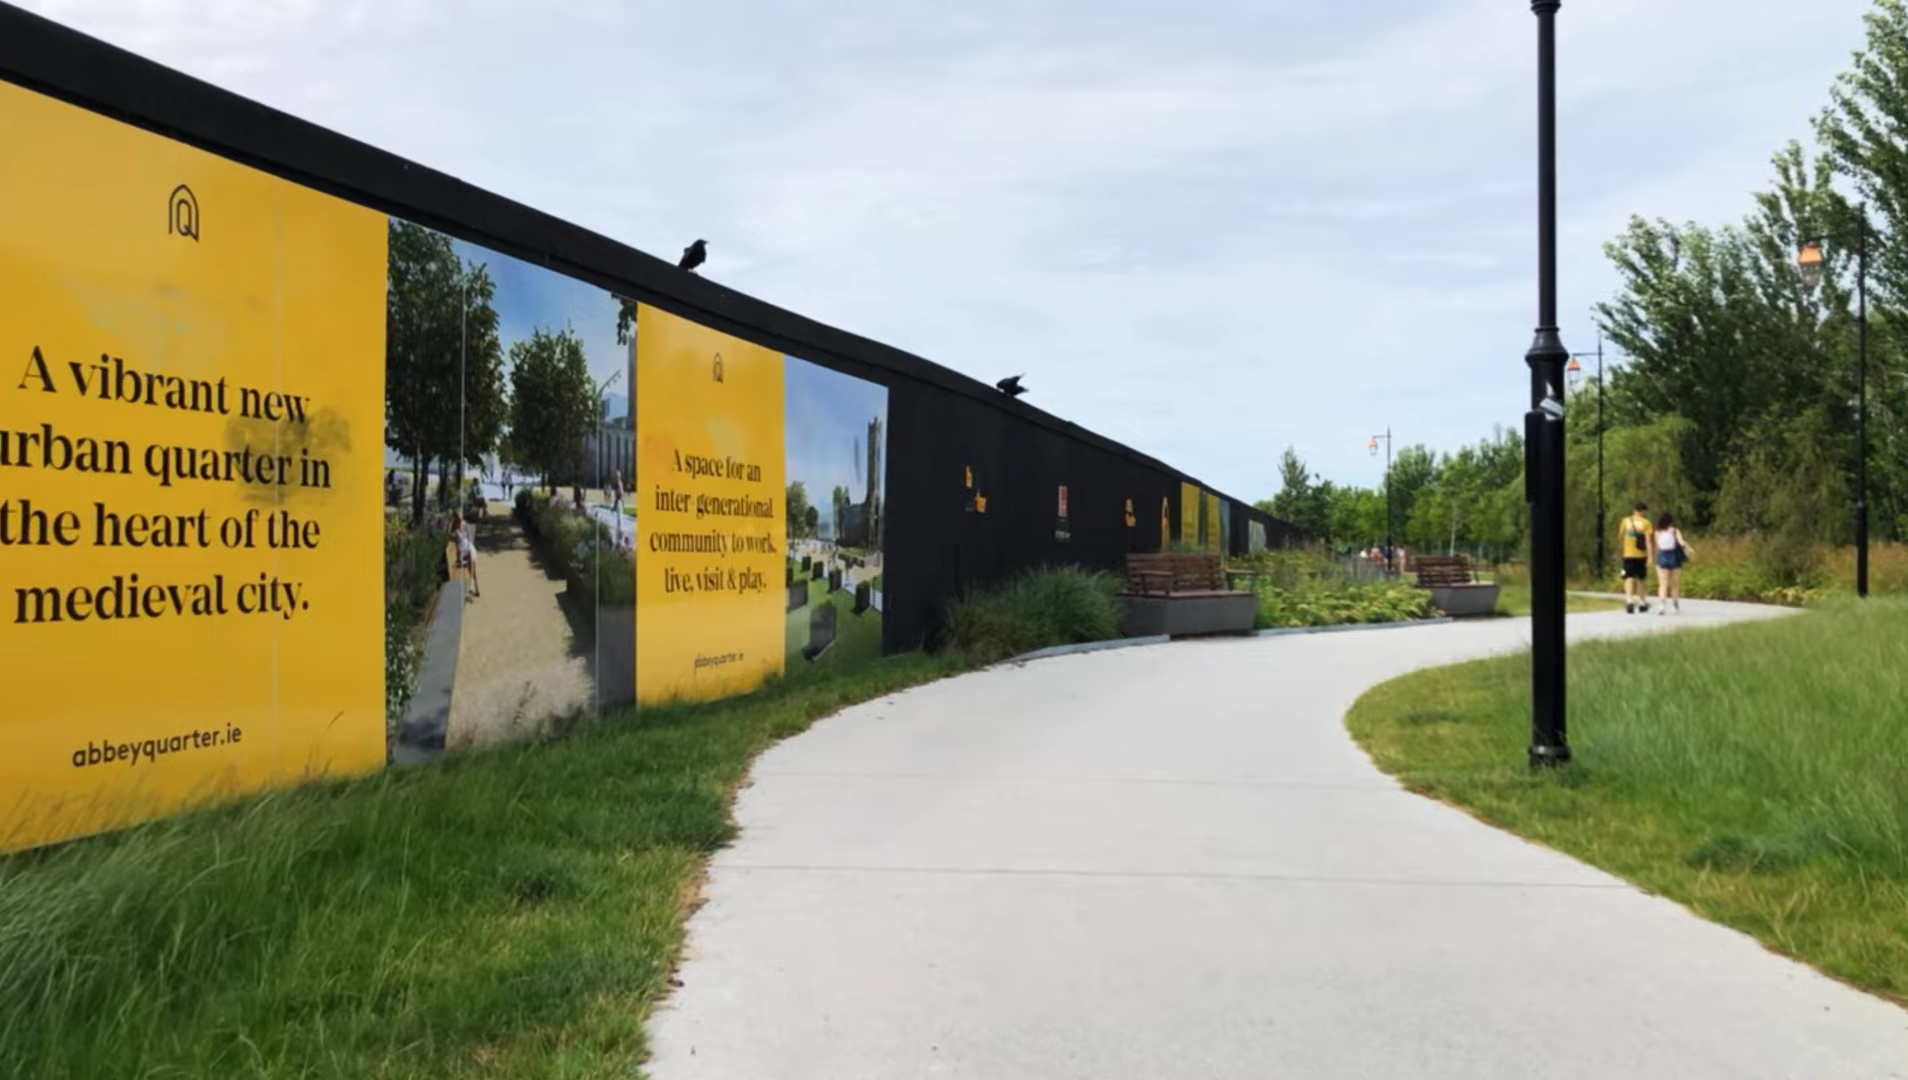 A vibrant new
urban quarter in
the heart of the
medieval city.
abbeyquarter.ie
A space for an
inter-generational
community to work,
live, visit & play.
abbeyquarter.ie